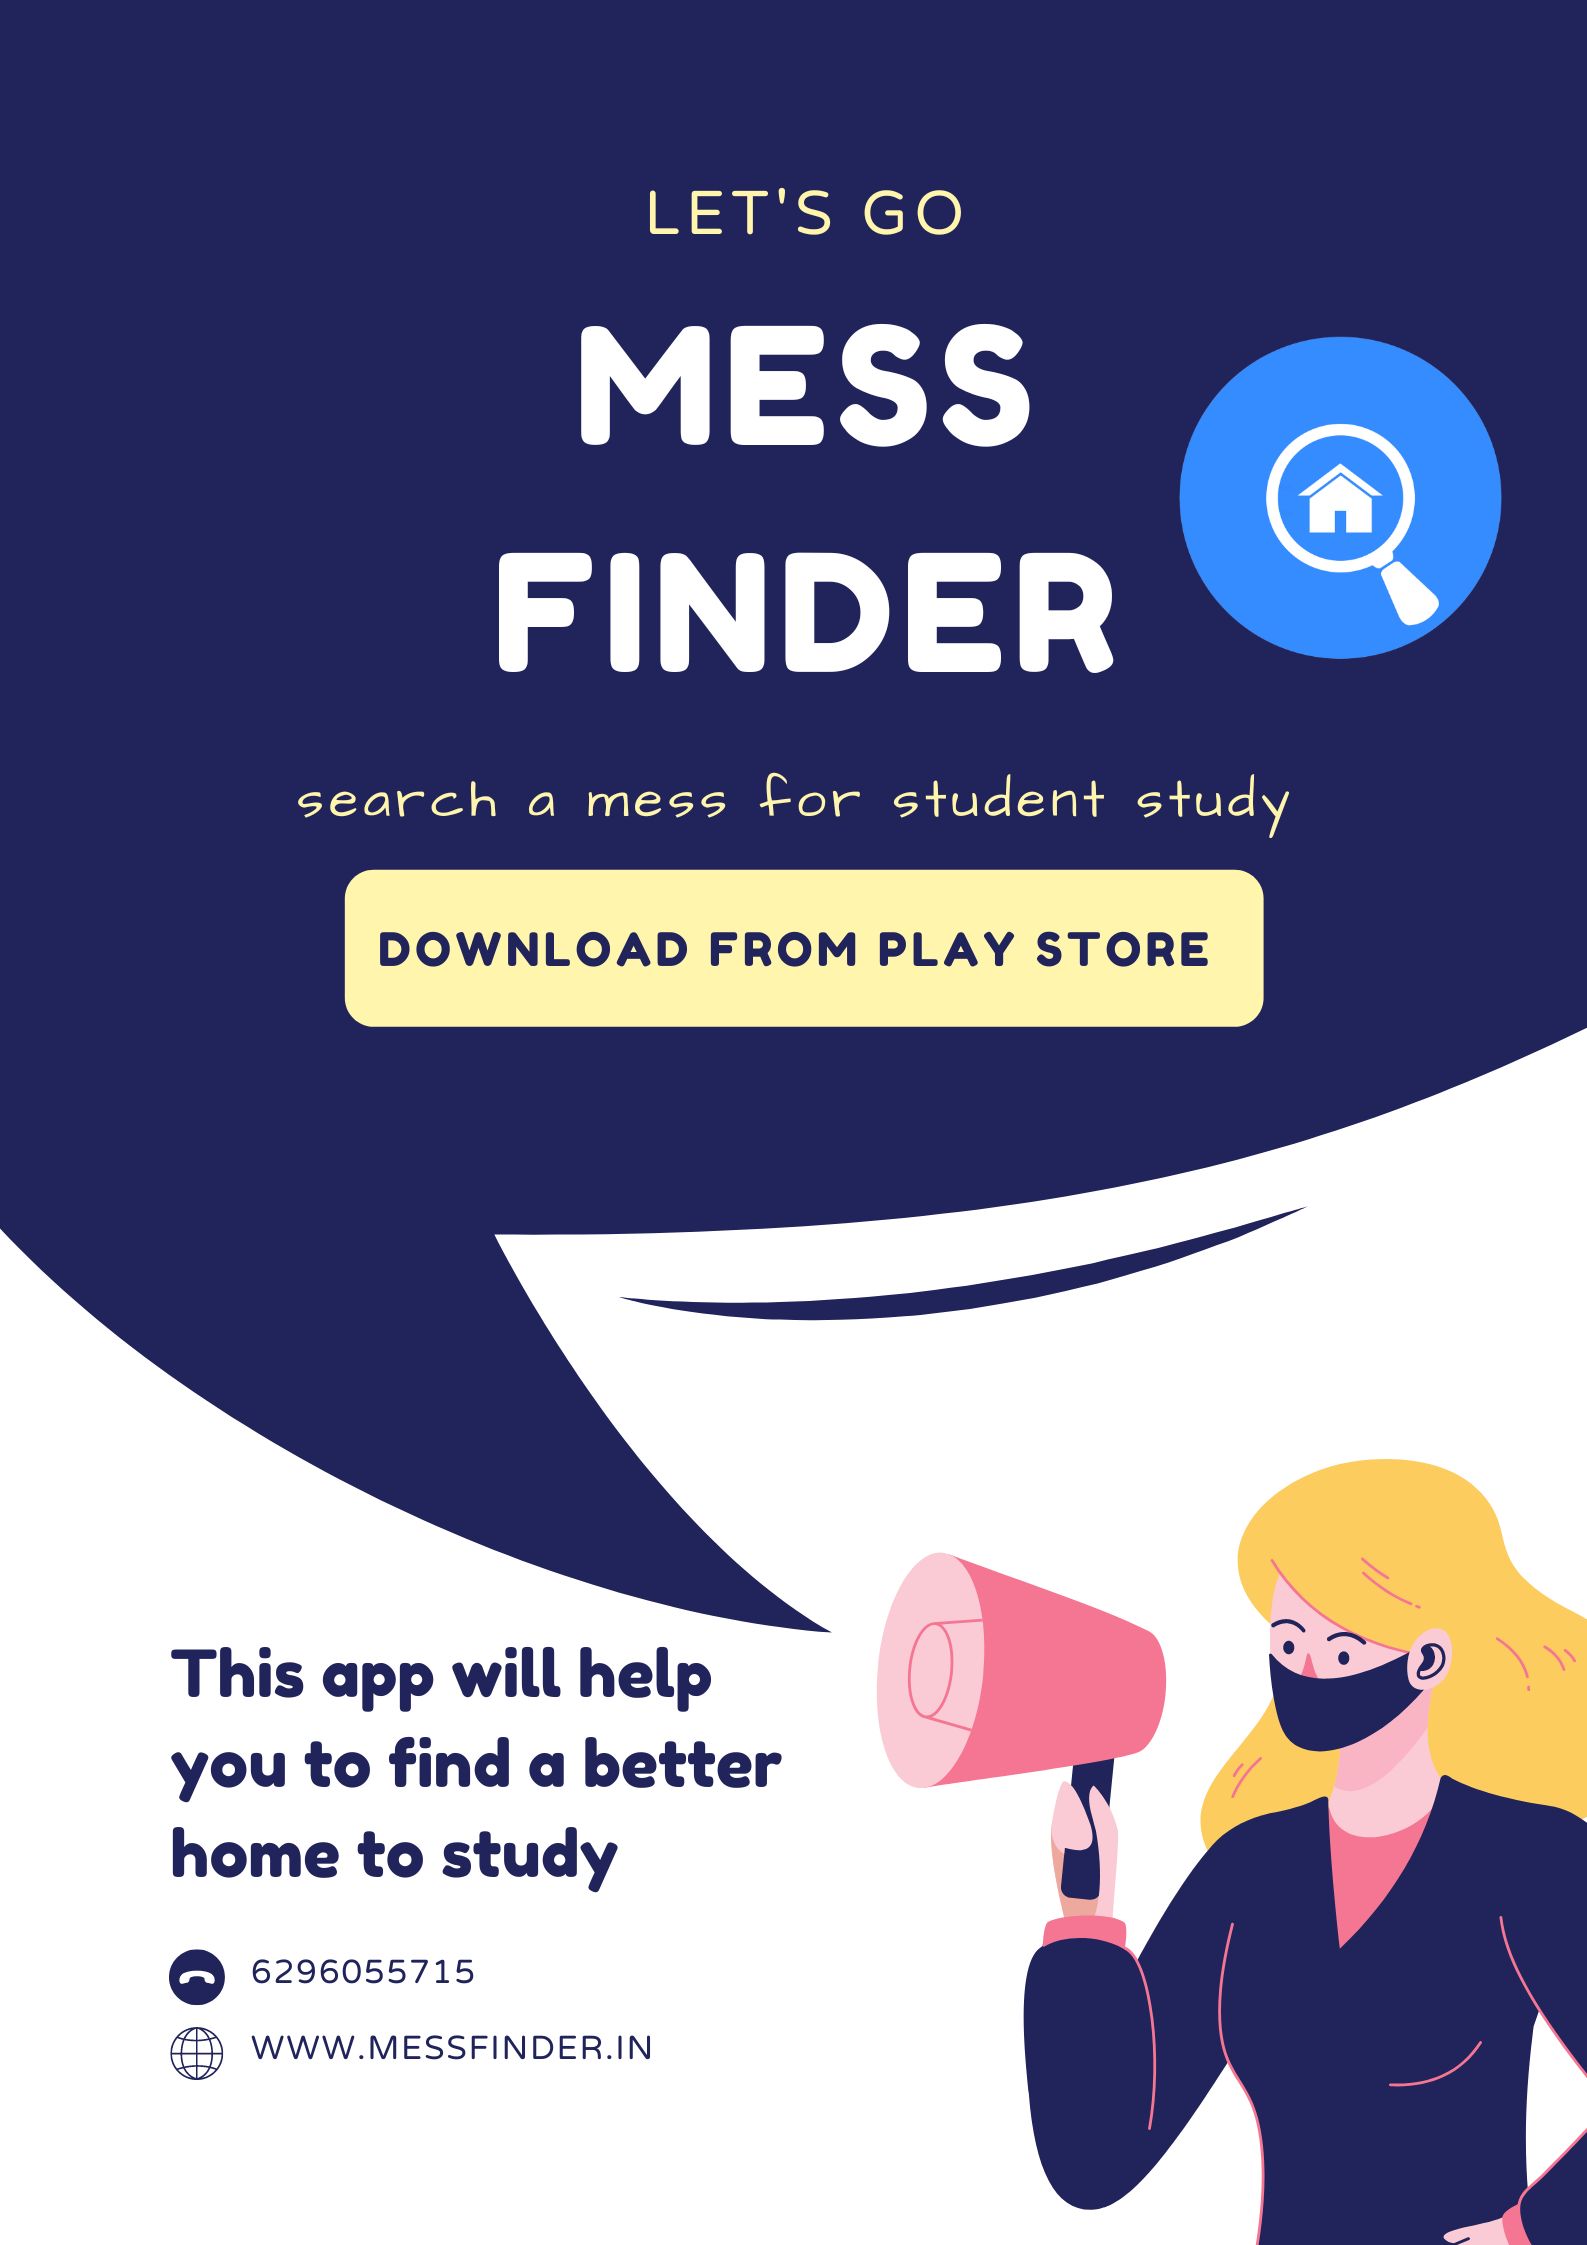 LET'S GO
MESS
FINDER
search a mess for student study
DOWNLOAD FROM PLAY STORE
This app will help
you to find a better
home to study
6296055715
WWW.MESSFINDER.IN